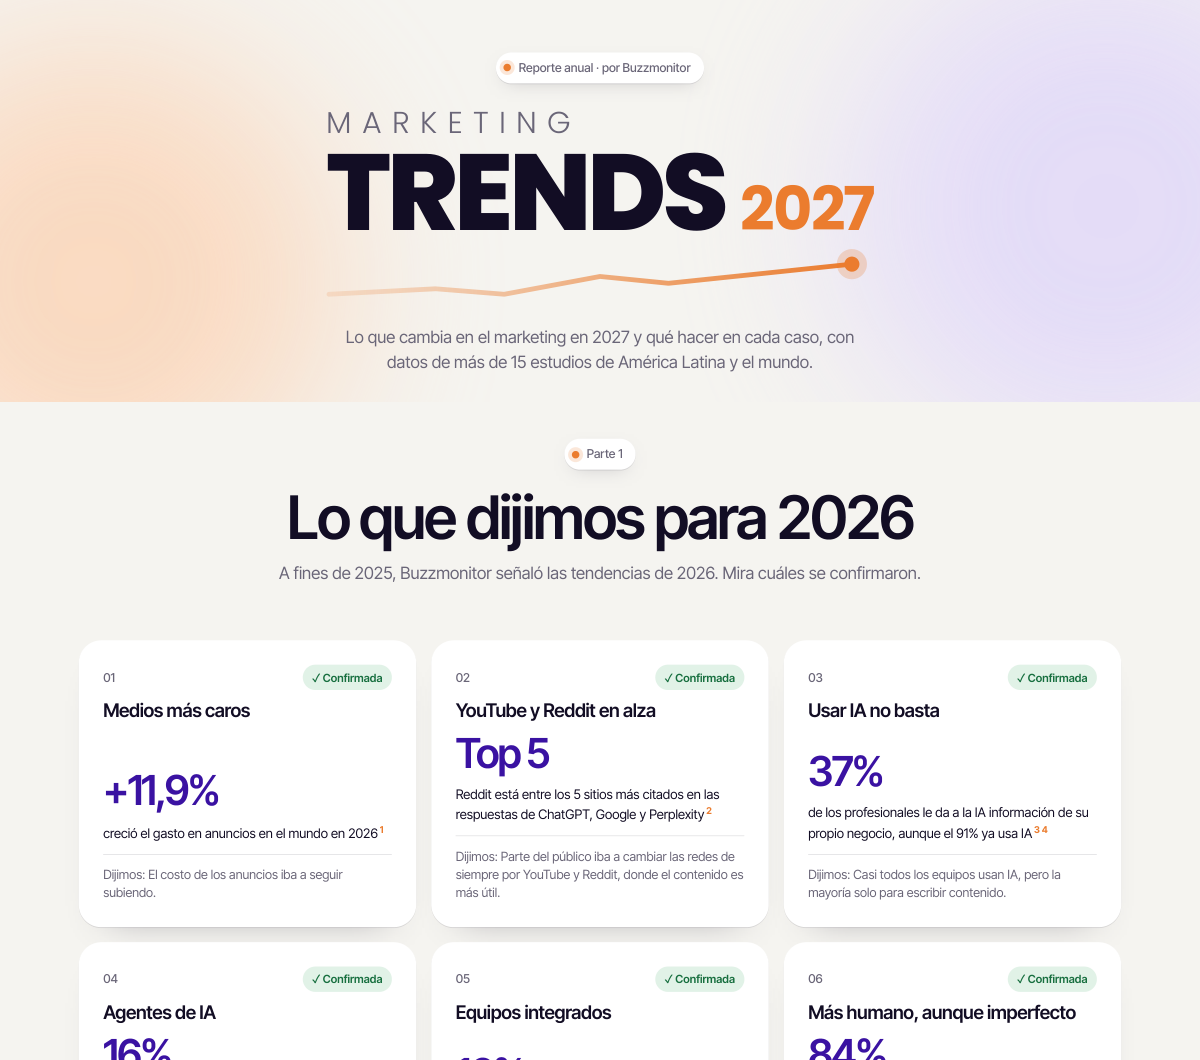 Reporte anual · por Buzzmonitor
MARKETING
TRENDS 2027
Lo que cambia en el marketing en 2027 y qué hacer en cada caso, con
datos de más de 15 estudios de América Latina y el mundo.
Parte 1
Lo que dijimos para 2026
A fines de 2025, Buzzmonitor señaló las tendencias de 2026. Mira cuáles se confirmaron.
01
✓ Confirmada
Medios más caros
+11,9%
creció el gasto en anuncios en el mundo en 2026 1
Dijimos: El costo de los anuncios iba a seguir
subiendo.
02
✓ Confirmada
YouTube y Reddit en alza
Top 5
Reddit está entre los 5 sitios más citados en las
respuestas de ChatGPT, Google y Perplexity 2
Dijimos: Parte del público iba a cambiar las redes de
siempre por YouTube y Reddit, donde el contenido es
más útil.
03
✓ Confirmada
Usar IA no basta
37%
de los profesionales le da a la IA información de su
propio negocio, aunque el 91% ya usa IA 3 4
Dijimos: Casi todos los equipos usan IA, pero la
mayoría solo para escribir contenido.
04
✓ Confirmada
Agentes de IA
16%
05
✓ Confirmada
Equipos integrados
06
✓ Confirmada
Más humano, aunque imperfecto
84%